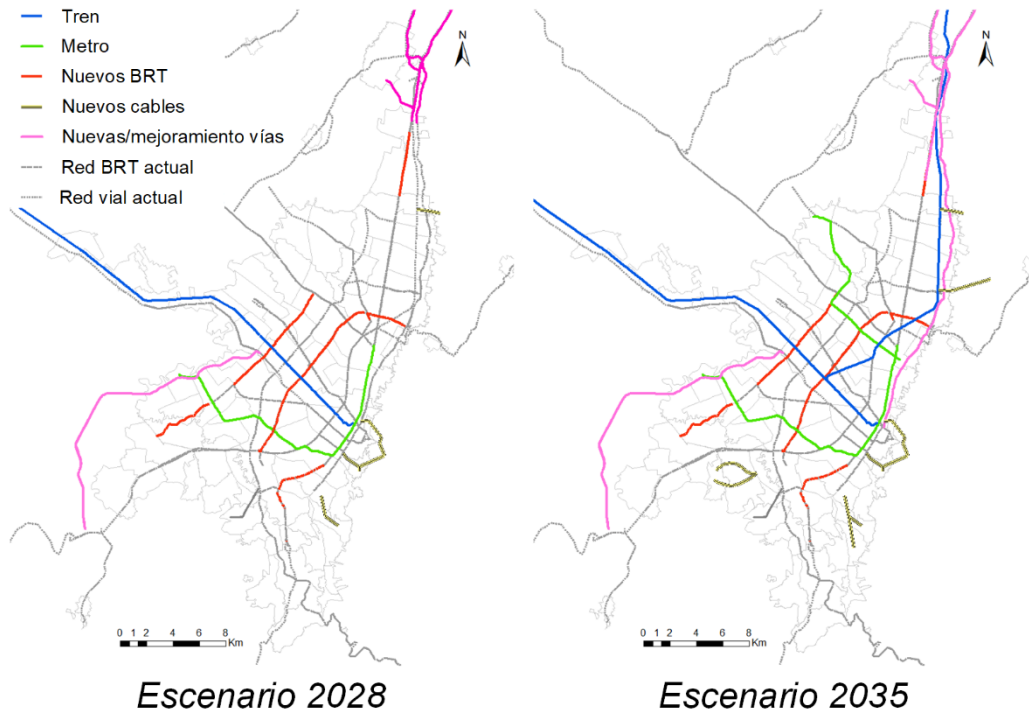 Tren
Metro
Nuevos BRT
Nuevos cables
Nuevas/mejoramiento vías
Red BRT actual
Red vial actual
N
N
0 1 2 4 6 8
Km
0 1 2 4 6 8
Km
Escenario 2028
Escenario 2035